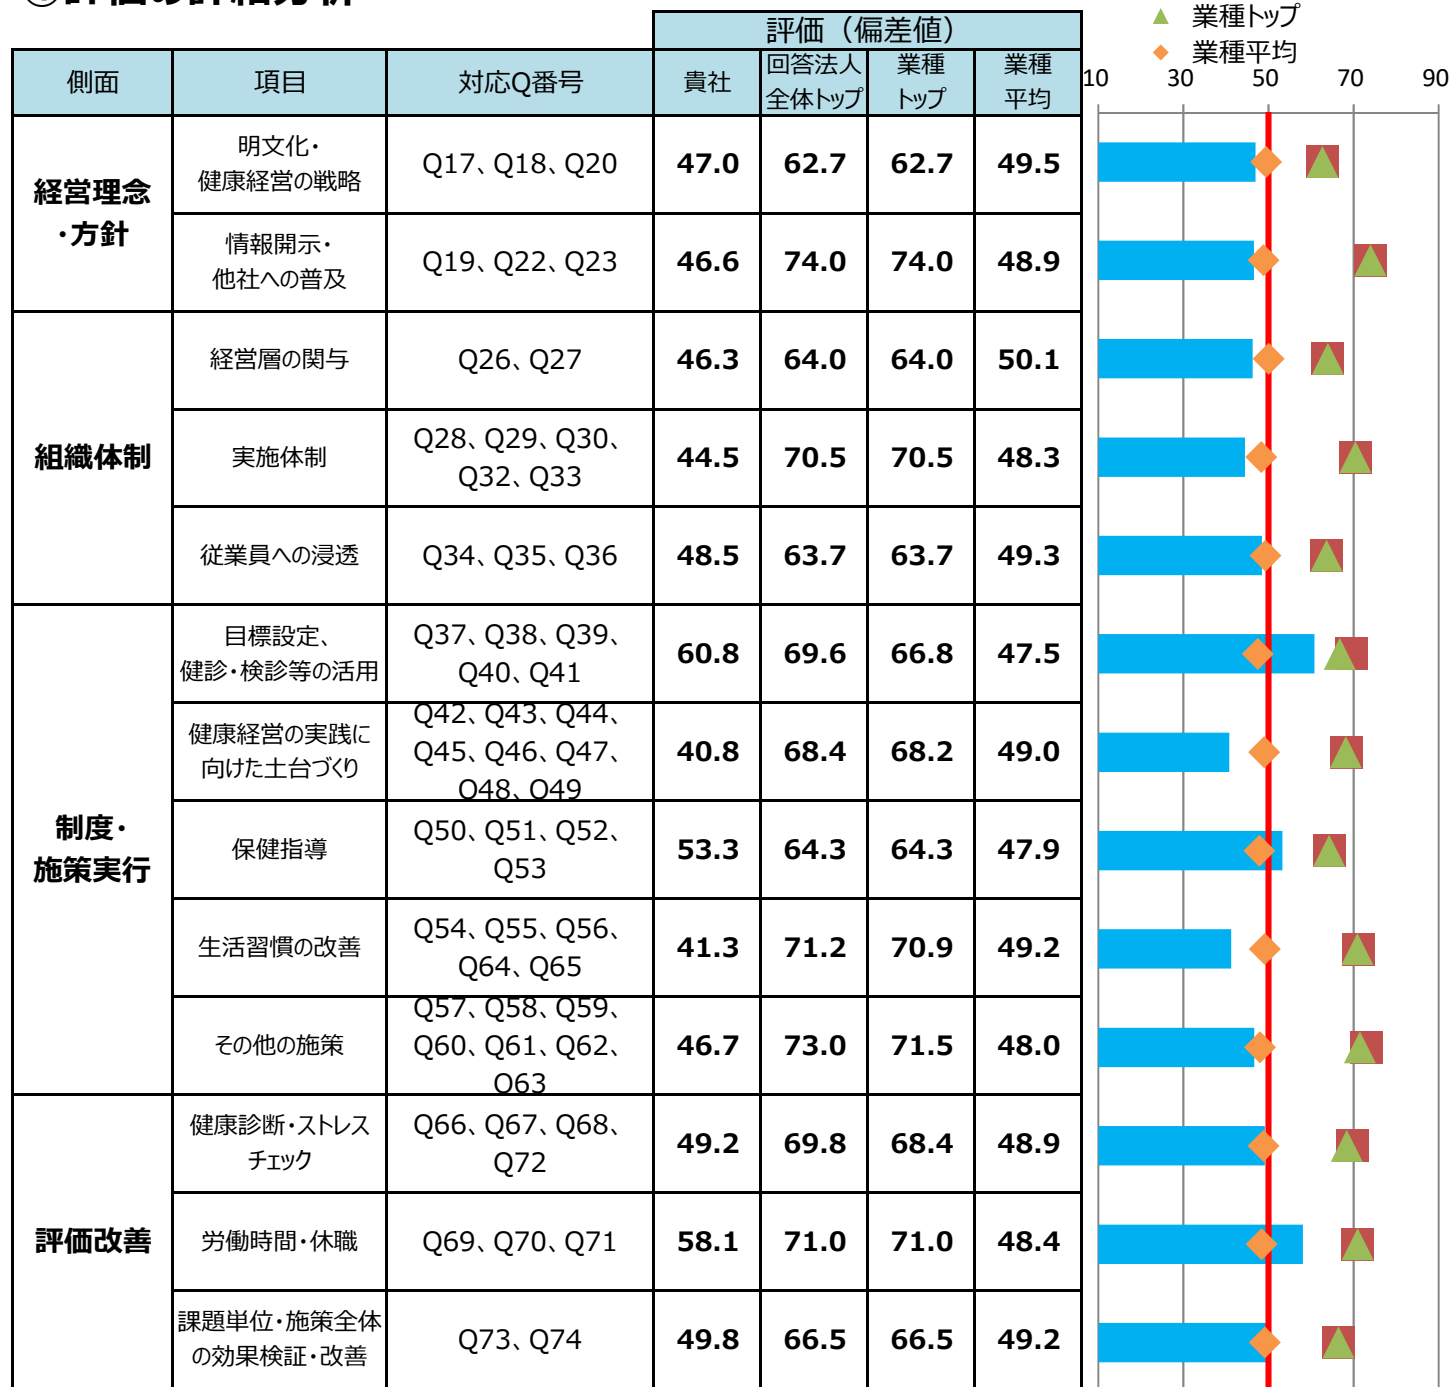 評価の詳細分析
▲ 業種トップ
◆ 業種平均
評価（偏差値）
側面 項目 対応Q番号 貴社 回答法人 業種 業種
全体トップ トップ 平均
10 30 50 70 90
経営理念
・方針
明文化・
健康経営の戦略
Q17、Q18、Q20 47.0 62.7 62.7 49.5
情報開示・
他社への普及
Q19、Q22、Q23 46.6 74.0 74.0 48.9
組織体制
経営層の関与 Q26、Q27 46.3 64.0 64.0 50.1
実施体制
Q28、Q29、Q30、
Q32、Q33
44.5 70.5 70.5 48.3
従業員への浸透 Q34、Q35、Q36 48.5 63.7 63.7 49.3
制度・
施策実行
目標設定、
健診・検診等の活用
Q37、Q38、Q39、
Q40、Q41
60.8 69.6 66.8 47.5
健康経営の実践に
向けた土台づくり
Q42、Q43、Q44、
Q45、Q46、Q47、
Q48、Q49
40.8 68.4 68.2 49.0
保健指導
Q50、Q51、Q52、
Q53
53.3 64.3 64.3 47.9
生活習慣の改善
Q54、Q55、Q56、
Q64、Q65
41.3 71.2 70.9 49.2
その他の施策
Q57、Q58、Q59、
Q60、Q61、Q62、
Q63
46.7 73.0 71.5 48.0
評価改善
健康診断・ストレス
チェック
Q66、Q67、Q68、
Q72
49.2 69.8 68.4 48.9
労働時間・休職 Q69、Q70、Q71 58.1 71.0 71.0 48.4
課題単位・施策全体
の効果検証・改善
Q73、Q74 49.8 66.5 66.5 49.2